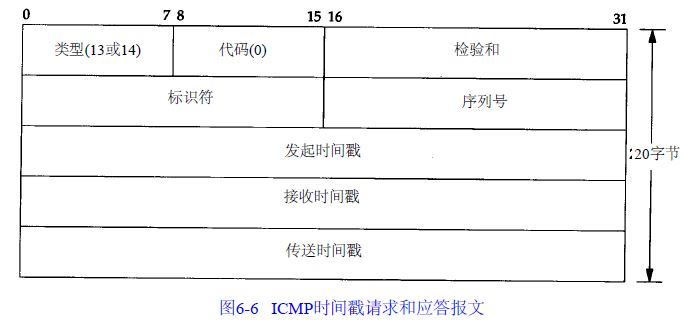 0 7 8 15 16 31
类型(13或14) 代码(0) 检验和
标识符 序列号
发起时间戳
20字节
接收时间戳
传送时间戳
图6-6 ICMP时间戳请求和应答报文